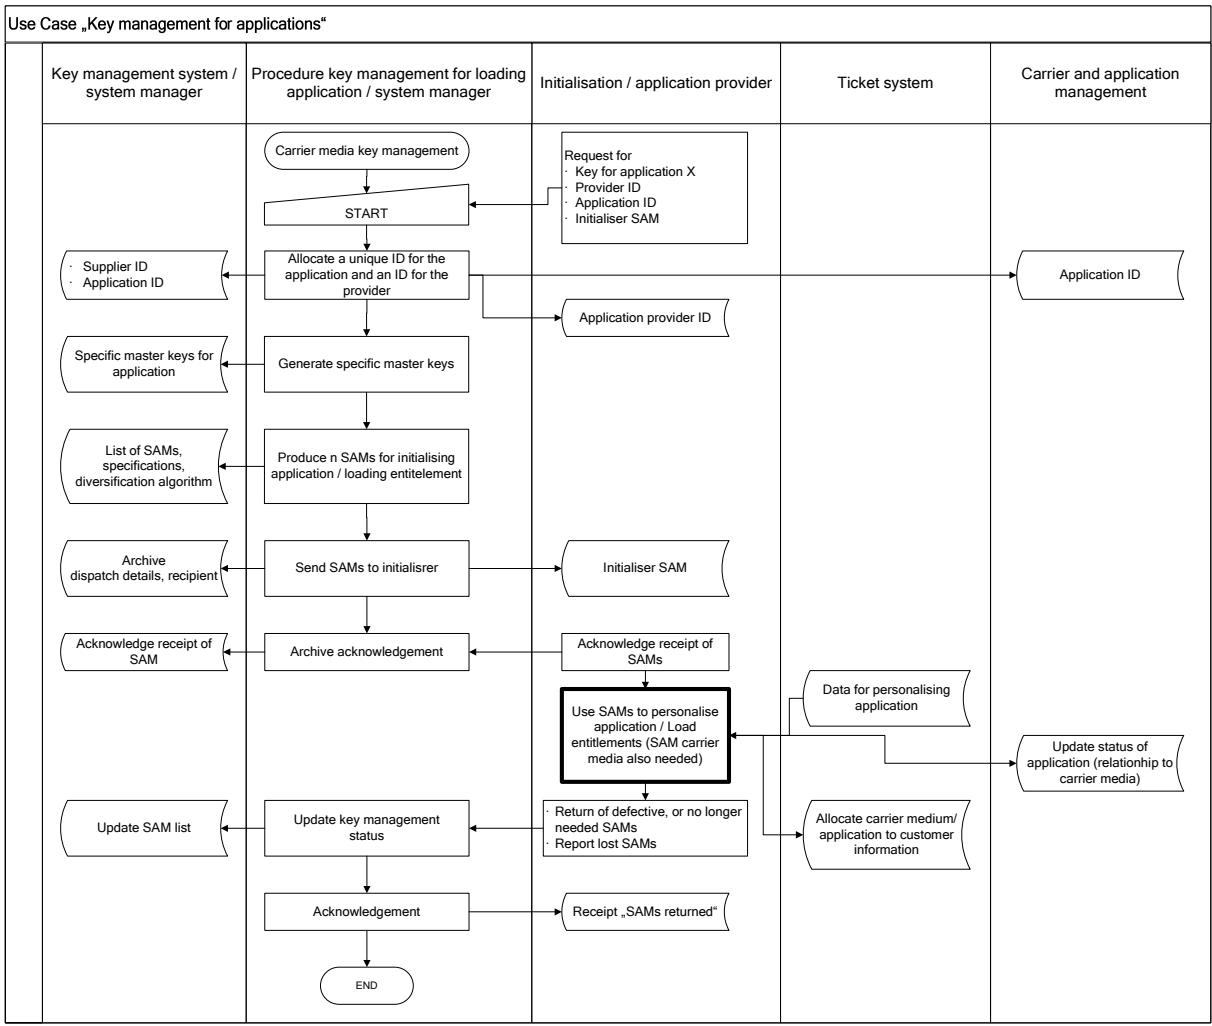 Use Case „Key management for applications“
Key management system /
system manager
Procedure key management for loading
application / system manager
Initialisation / application provider
Ticket system
Carrier and application
management
Carrier media key management
Request for
· Key for application X
· Provider ID
· Application ID
· Initialiser SAM
START
· Supplier ID
· Application ID
Allocate a unique ID for the
application and an ID for the
provider
Application ID
Application provider ID
Specific master keys for
application
Generate specific master keys
List of SAMs,
specifications,
diversification algorithm
Produce n SAMs for initialising
application / loading entitelement
Archive
dispatch details, recipient
Send SAMs to initialisrer
Initialiser SAM
Acknowledge receipt of
SAM
Archive acknowledgement
Acknowledge receipt of
SAMs
Data for personalising
application
Use SAMs to personalise
application / Load
entitlements (SAM carrier
media also needed)
Update status of
application (relationhip to
carrier media)
Update SAM list
Update key management
status
· Return of defective, or no longer
needed SAMs
· Report lost SAMs
Allocate carrier medium/
application to customer
information
Acknowledgement
Receipt „SAMs returned“
END